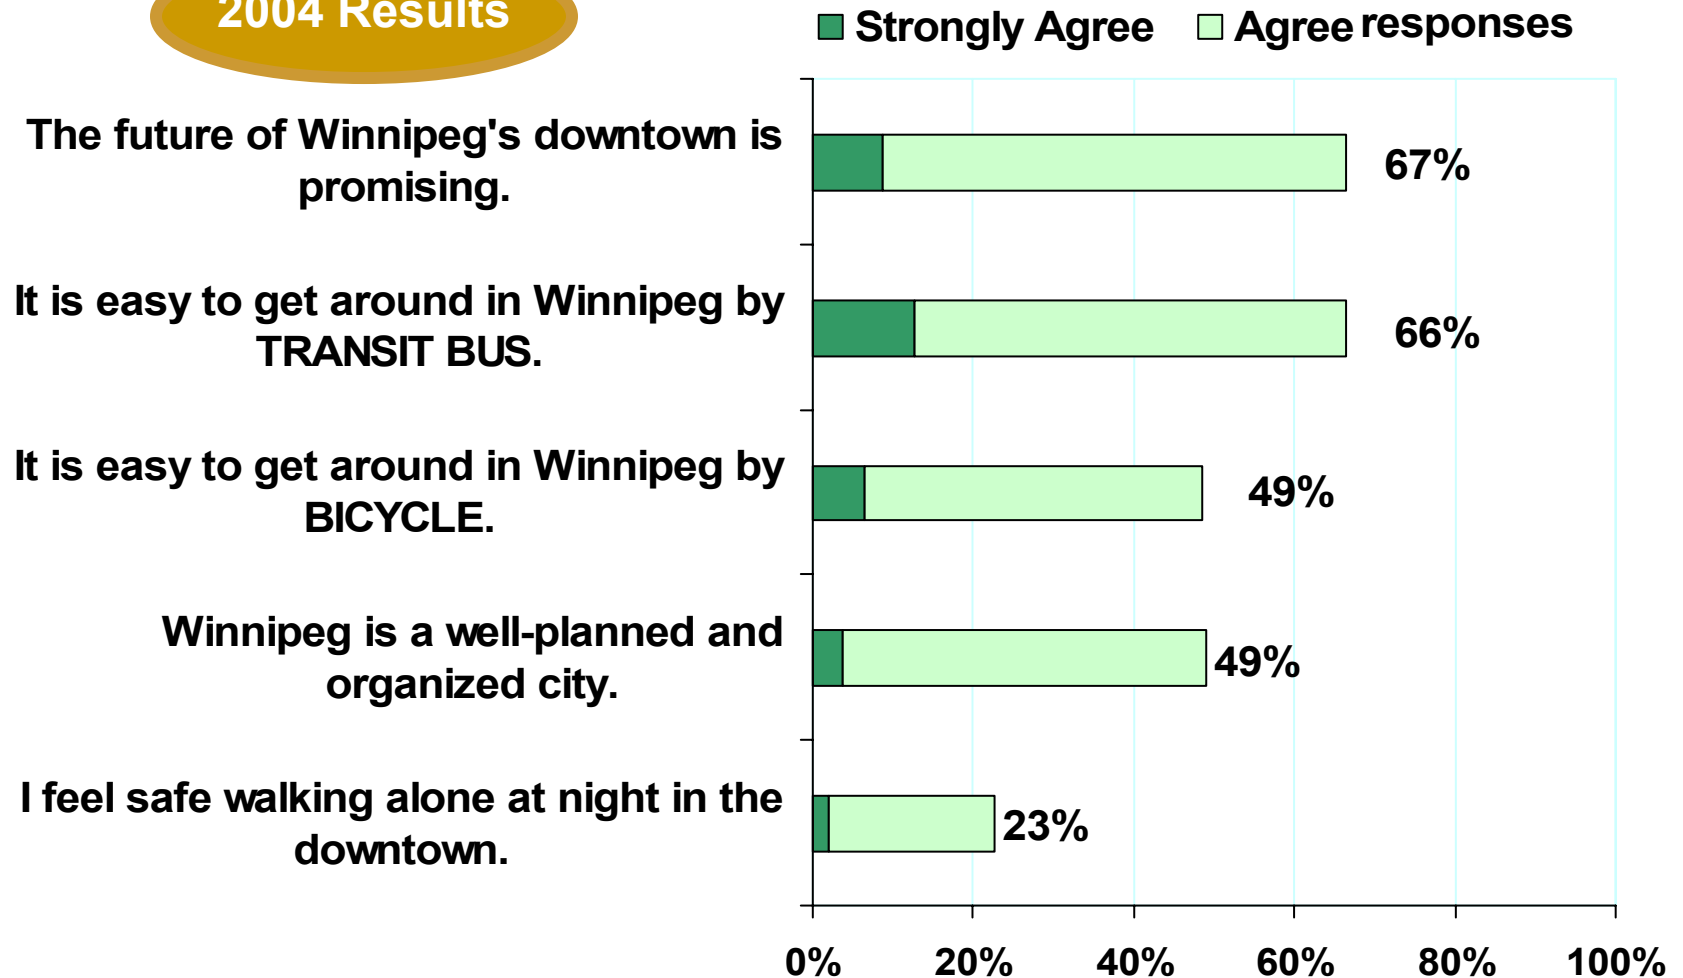 2004 Results
Strongly Agree Agree responses
The future of Winnipeg's downtown is
promising.
67%
It is easy to get around in Winnipeg by
TRANSIT BUS.
66%
It is easy to get around in Winnipeg by
BICYCLE.
49%
Winnipeg is a well-planned and
organized city.
49%
I feel safe walking alone at night in the
downtown.
23%
0% 20% 40% 60% 80% 100%